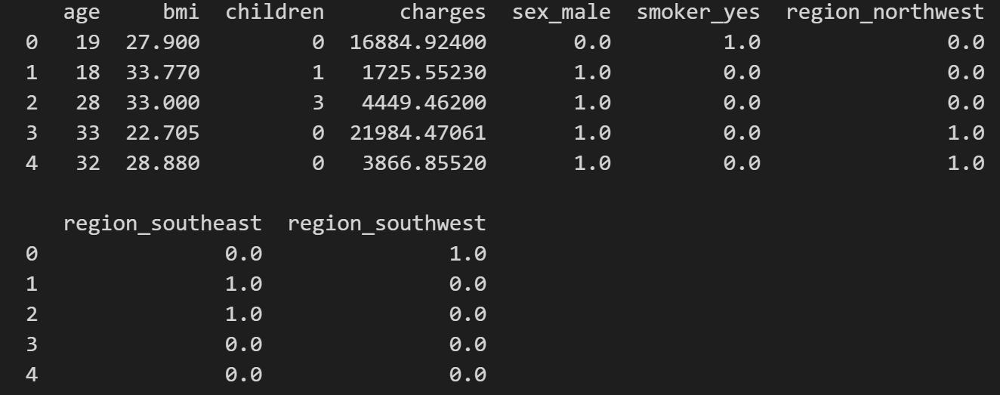 age bmi children charges sex_male smoker_yes region_northwest
0 19 27.900 0 16884.92400 0.0 1.0 0.0
1 18 33.770 1 1725.55230 1.0 0.0 0.0
2 28 33.000 3 4449.46200 1.0 0.0 0.0
3 33 22.705 0 21984.47061 1.0 0.0 1.0
4 32 28.880 0 3866.85520 1.0 0.0 1.0
region_southeast region_southwest
0 0.0 1.0
1 1.0 0.0
2 1.0 0.0
3 0.0 0.0
4 0.0 0.0